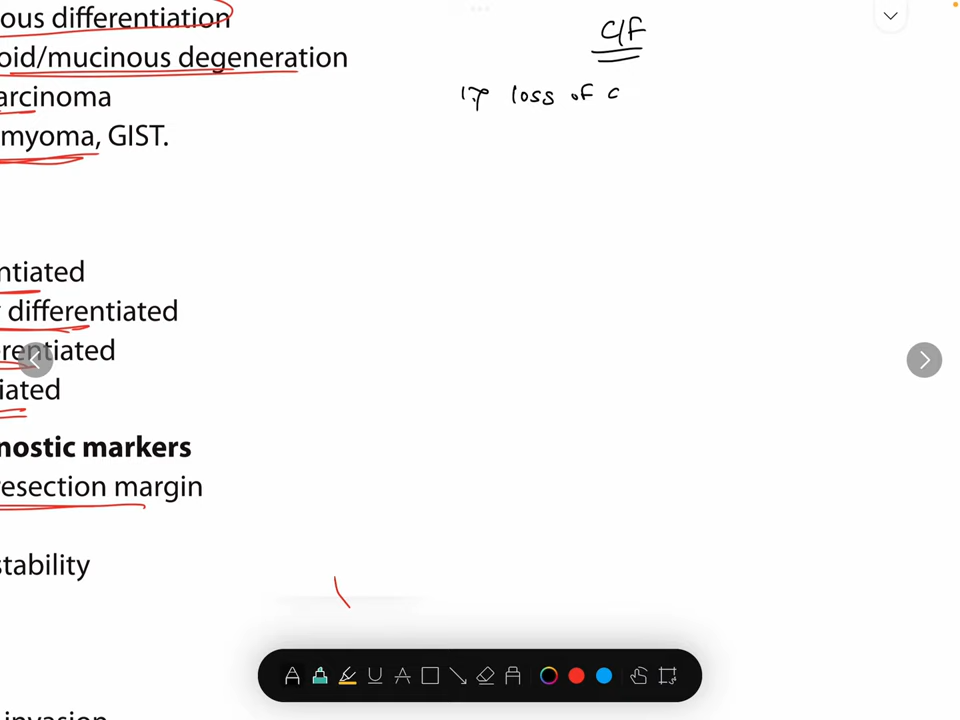 ous differentiation
oid/mucinous degeneration
arcinoma
myoma, GIST.
ntiated
differentiated
rentiated
iated
nostic markers
resection margin
stability
invasion
C/F
1) loss of a